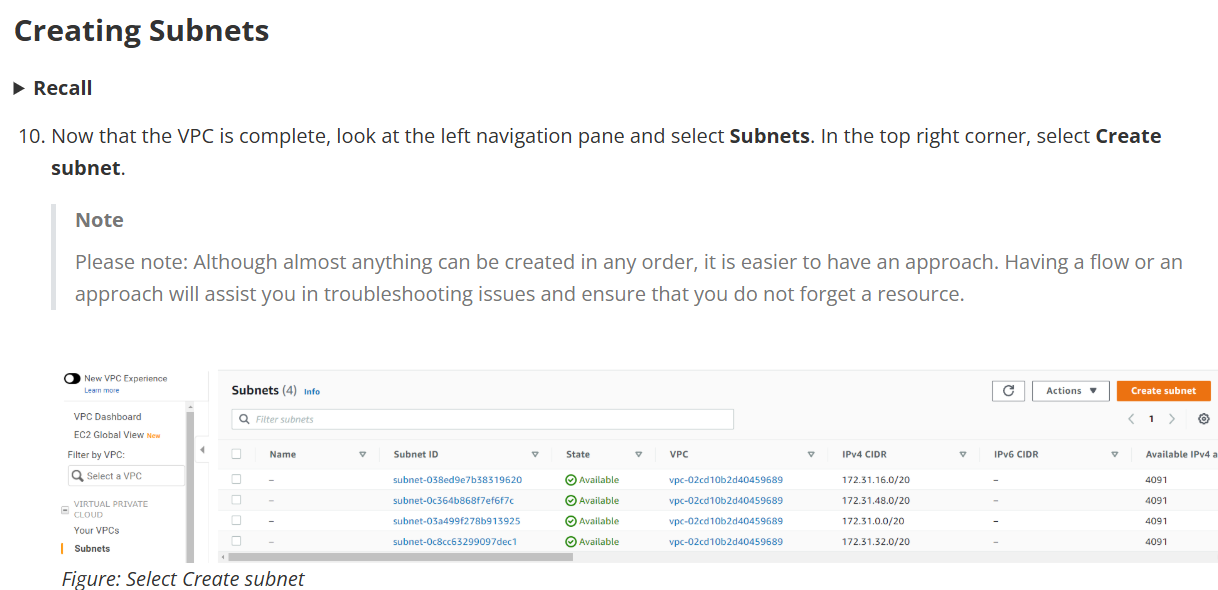 Creating Subnets
▶ Recall
10. Now that the VPC is complete, look at the left navigation pane and select Subnets. In the top right corner, select Create
subnet.
Note
Please note: Although almost anything can be created in any order, it is easier to have an approach. Having a flow or an
approach will assist you in troubleshooting issues and ensure that you do not forget a resource.
New VPC Experience
Learn more
VPC Dashboard
EC2 Global View New
Filter by VPC:
Select a VPC
VIRTUAL PRIVATE
CLOUD
Your VPCs
Subnets
Subnets (4) Info
Actions ▼ Create subnet
Filter subnets
1
Name Subnet ID State VPC IPv4 CIDR IPv6 CIDR Available IPv4 a
– subnet-038ed9e7b38319620 Available vpc-02cd10b2d40459689 172.31.16.0/20 – 4091
– subnet-0c364b868f7ef6f7c Available vpc-02cd10b2d40459689 172.31.48.0/20 – 4091
– subnet-03a499f278b913925 Available vpc-02cd10b2d40459689 172.31.0.0/20 – 4091
– subnet-0c8cc63299097dec1 Available vpc-02cd10b2d40459689 172.31.32.0/20 – 4091
Figure: Select Create subnet